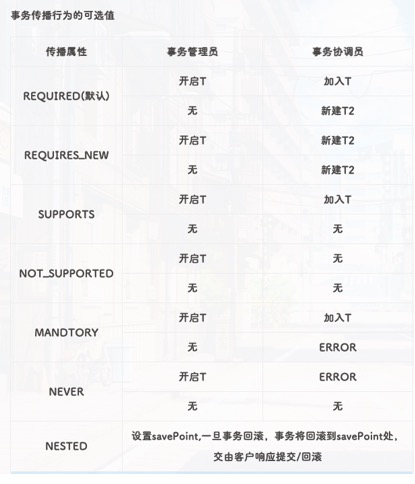 事务传播行为的可选值
传播属性 事务管理员 事务协调员
REQUIRED(默认) 开启T 加入T
无 新建T2
REQUIRES_NEW 开启T 新建T2
无 新建T2
SUPPORTS 开启T 加入T
无 无
NOT_SUPPORTED 开启T 无
无 无
MANDTORY 开启T 加入T
无 ERROR
NEVER 开启T ERROR
无 无
NESTED 设置savePoint,一旦事务回滚，事务将回滚到savePoint处，
交由客户响应提交/回滚